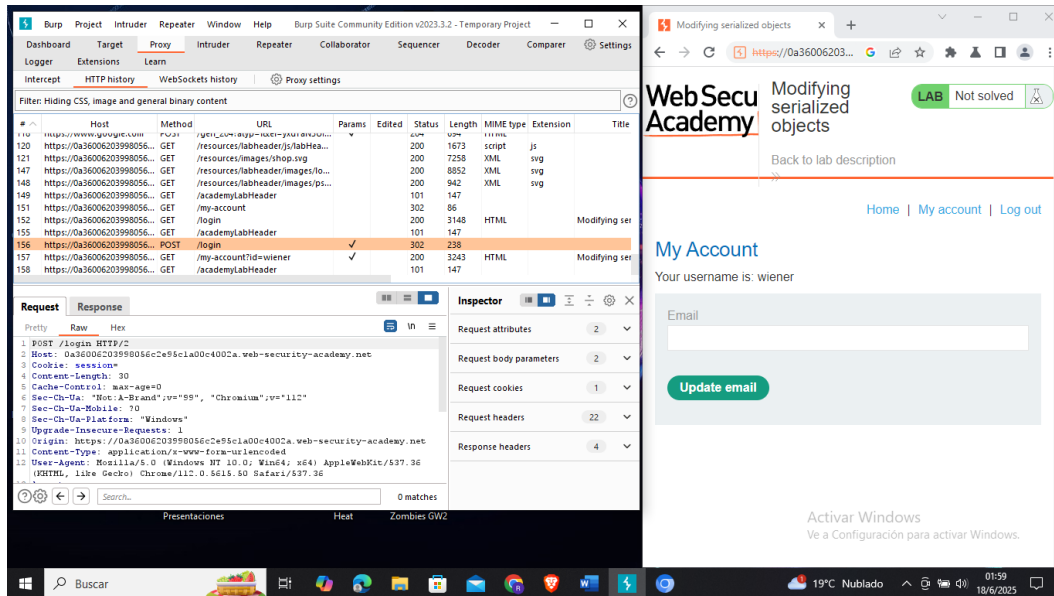 Burp Project Intruder Repeater Window Help Burp Suite Community Edition v2023.3.2 - Temporary Project
Dashboard Target Proxy Intruder Repeater Collaborator Sequencer Decoder Comparer Settings
Logger Extensions Learn
Intercept HTTP history WebSockets history Proxy settings
Filter: Hiding CSS, image and general binary content
# Host Method URL Params Edited Status Length MIME type Extension Title
120 https://0a36006203998056... GET /resources/labheader/js/labHea... 200 1673 script js
121 https://0a36006203998056... GET /resources/images/shop.svg 200 7258 XML svg
147 https://0a36006203998056... GET /resources/labheader/images/lo... 200 8852 XML svg
148 https://0a36006203998056... GET /resources/labheader/images/ps... 200 942 XML svg
149 https://0a36006203998056... GET /academyLabHeader 101 147
151 https://0a36006203998056... GET /my-account 302 86
152 https://0a36006203998056... GET /login 200 3148 HTML Modifying ser
155 https://0a36006203998056... GET /academyLabHeader 101 147
156 https://0a36006203998056... POST /login ✓ 302 238
157 https://0a36006203998056... GET /my-account?id=wiener ✓ 200 3243 HTML Modifying ser
158 https://0a36006203998056... GET /academyLabHeader 101 147
Request Response
Pretty Raw Hex \n
1 POST /login HTTP/2
2 Host: 0a36006203998056c2e95c1a00c4002a.web-security-academy.net
3 Cookie: session=
4 Content-Length: 30
5 Cache-Control: max-age=0
6 Sec-Ch-Ua: "Not:A-Brand";v="99", "Chromium";v="112"
7 Sec-Ch-Ua-Mobile: ?0
8 Sec-Ch-Ua-Platform: "Windows"
9 Upgrade-Insecure-Requests: 1
10 Origin: https://0a36006203998056c2e95c1a00c4002a.web-security-academy.net
11 Content-Type: application/x-www-form-urlencoded
12 User-Agent: Mozilla/5.0 (Windows NT 10.0; Win64; x64) AppleWebKit/537.36
(KHTML, like Gecko) Chrome/112.0.5615.50 Safari/537.36
Search... 0 matches
Inspector
Request attributes 2
Request body parameters 2
Request cookies 1
Request headers 22
Response headers 4
Presentaciones Heat Zombies GW2
Modifying serialized objects
https://0a36006203...
WebSecu
Academy
Modifying
serialized
objects
LAB Not solved
Back to lab description
Home | My account | Log out
My Account
Your username is: wiener
Email
Update email
Activar Windows
Ve a Configuración para activar Windows.
Buscar
19°C Nublado
01:59
18/6/2025